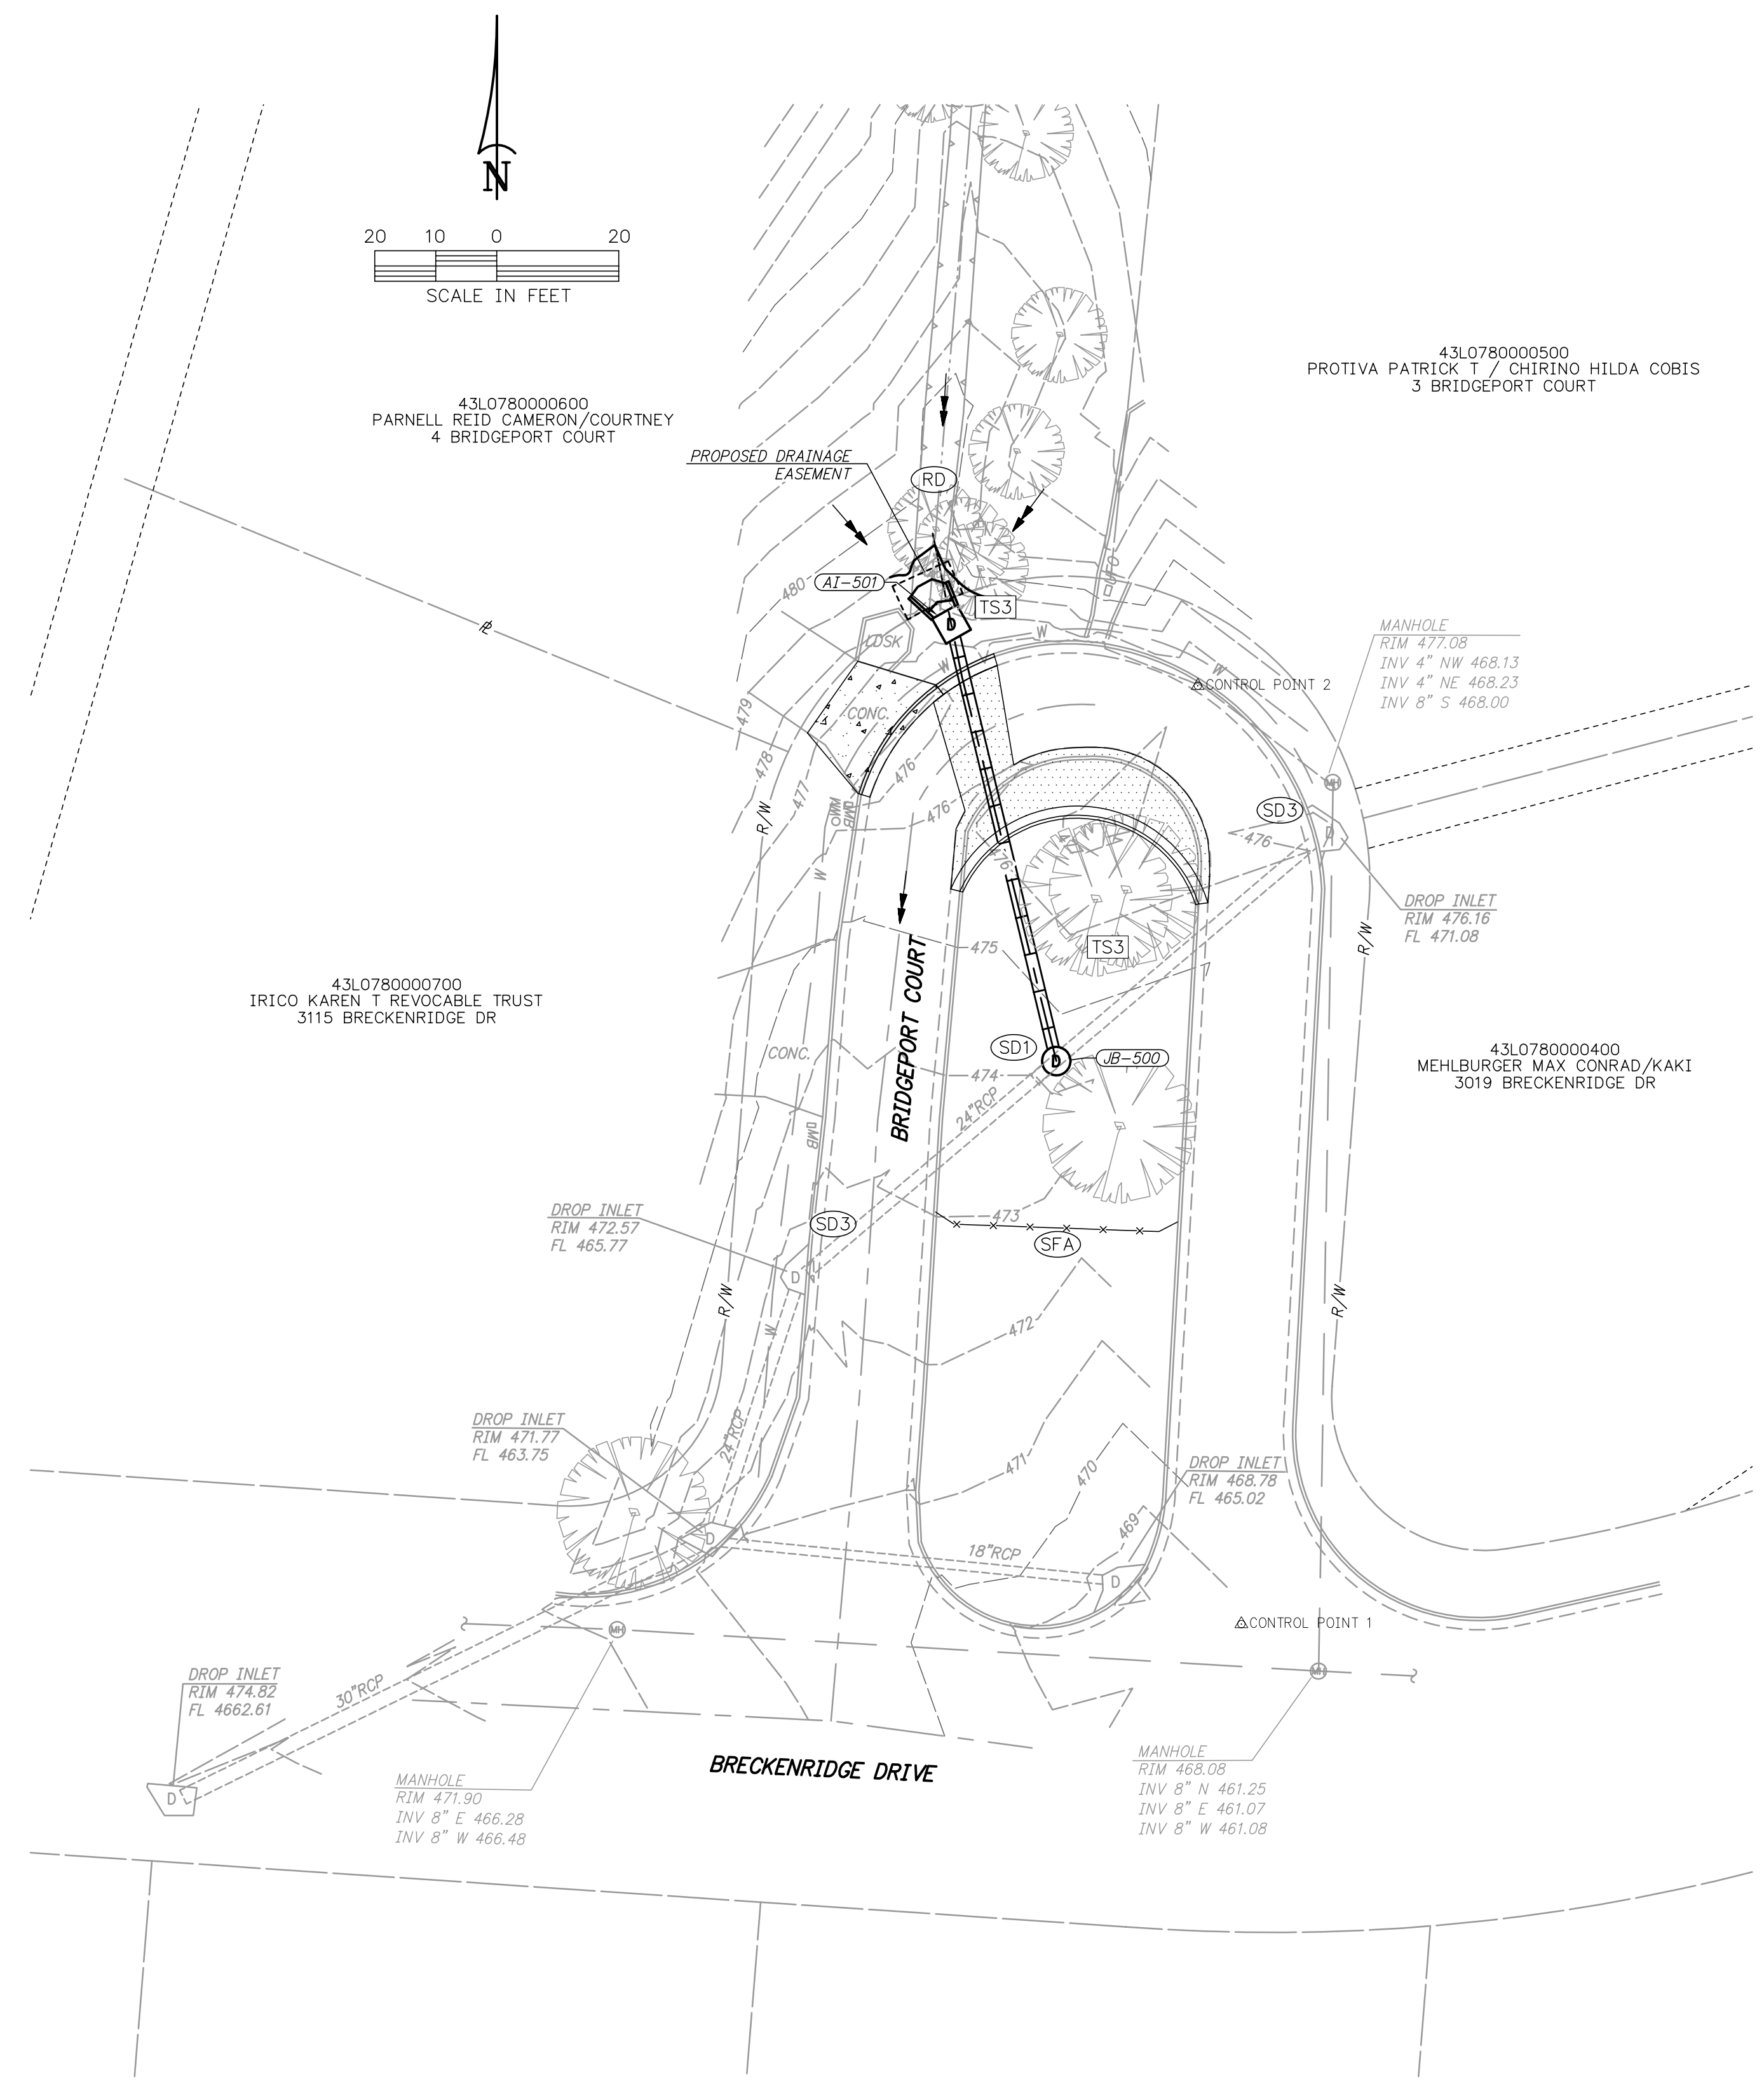 N
20 10 0 20
SCALE IN FEET
43L0780000500
PROTIVA PATRICK T / CHIRINO HILDA COBIS
3 BRIDGEPORT COURT
43L0780000600
PARNELL REID CAMERON/COURTNEY
4 BRIDGEPORT COURT
PROPOSED DRAINAGE
EASEMENT
RD
AI-501
480
TS3
D
LDSK
W
W
W
PL
MANHOLE
RIM 477.08
INV 4" NW 468.13
INV 4" NE 468.23
INV 8" S 468.00
CONTROL POINT 2
479
CONC.
478
476
477
MH
R/W
WMO
MB
476
SD3
D
476
476
W
DROP INLET
RIM 476.16
FL 471.08
R/W
TS3
475
BRIDGEPORT COURT
43L0780000700
IRICO KAREN T REVOCABLE TRUST
3115 BRECKENRIDGE DR
CONC.
SD1
D
JB-500
474
43L0780000400
MEHLBURGER MAX CONRAD/KAKI
3019 BRECKENRIDGE DR
24"RCP
MB
DROP INLET
RIM 472.57
FL 465.77
SD3
473
SFA
D
R/W
R/W
W
472
DROP INLET
RIM 471.77
FL 463.75
24"RCP
471
470
DROP INLET
RIM 468.78
FL 465.02
469
D
18"RCP
D
MH
CONTROL POINT 1
MH
DROP INLET
RIM 474.82
FL 4662.61
30"RCP
D
BRECKENRIDGE DRIVE
MANHOLE
RIM 471.90
INV 8" E 466.28
INV 8" W 466.48
MANHOLE
RIM 468.08
INV 8" N 461.25
INV 8" E 461.07
INV 8" W 461.08